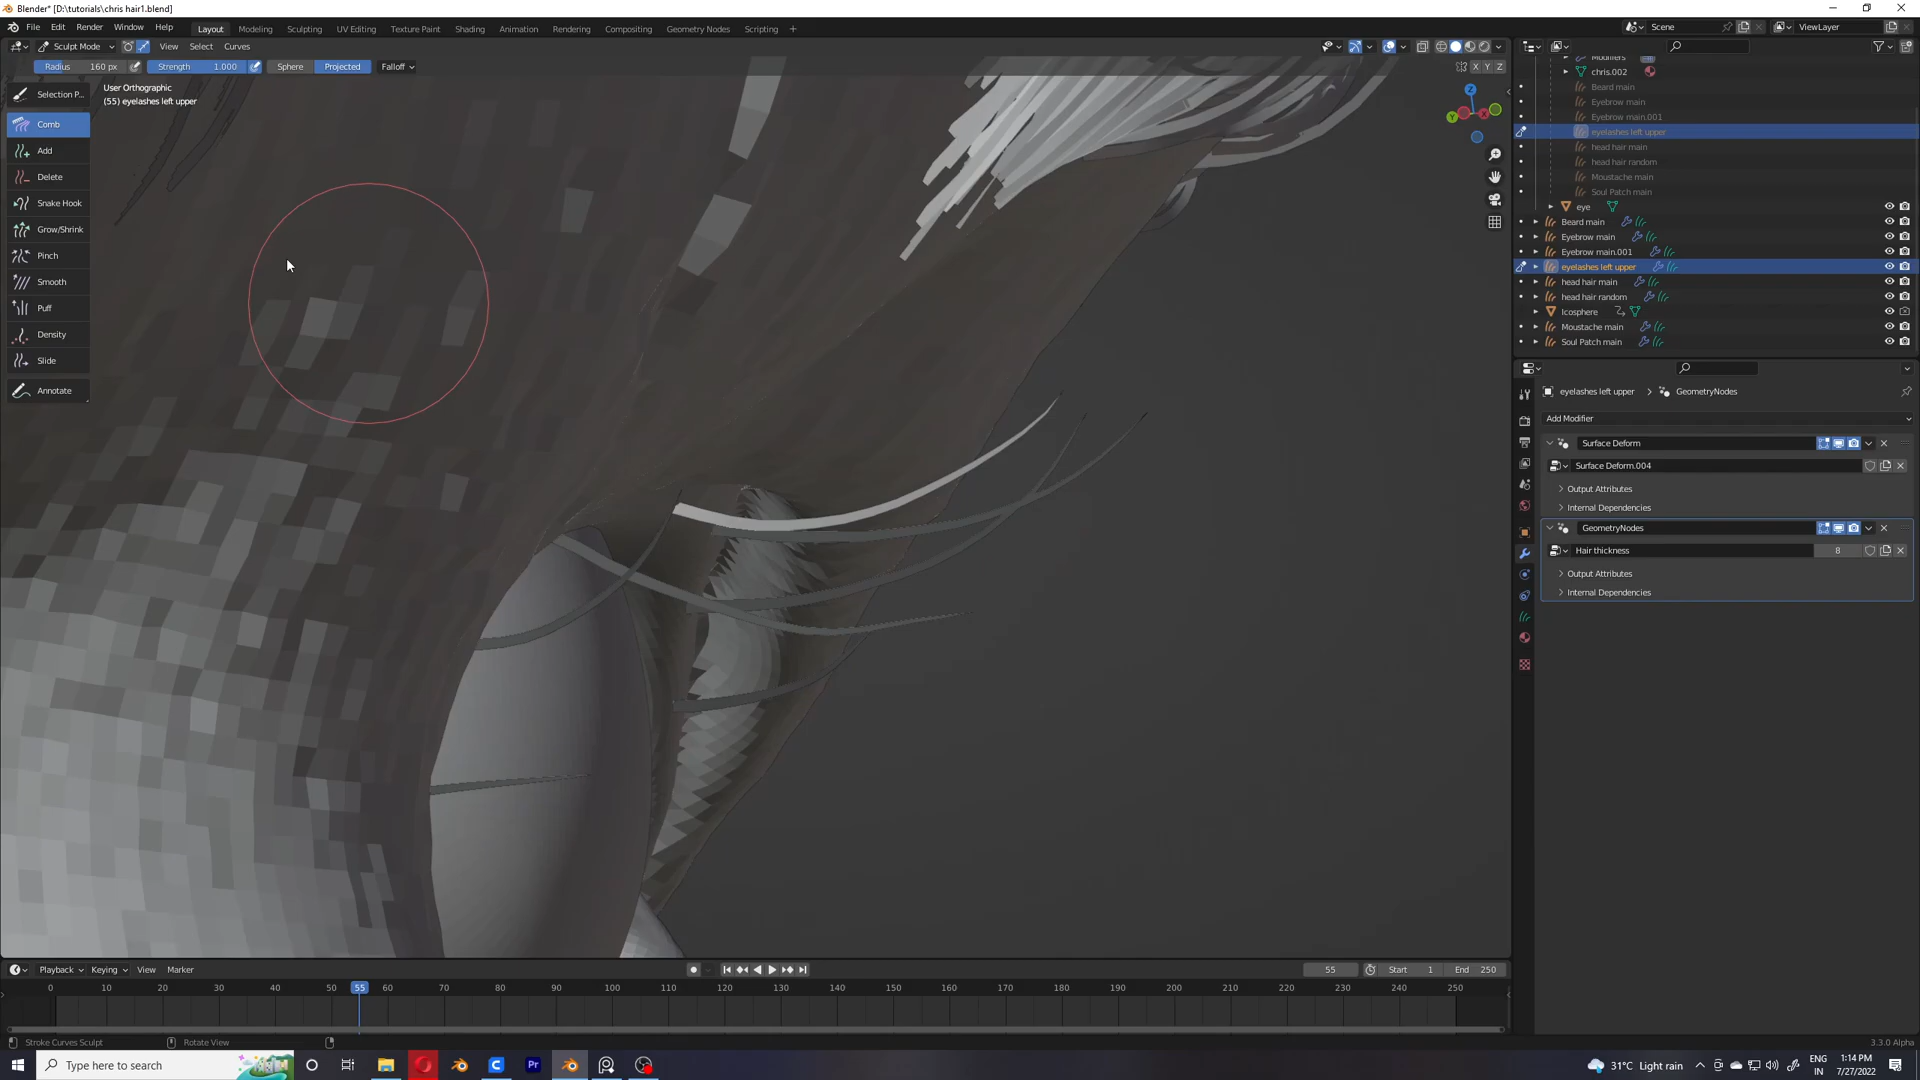 Blender* [D:\tutorials\chris hair1.blend]
File Edit Render Window Help Layout Modeling Sculpting UV Editing Texture Paint Shading Animation Rendering Compositing Geometry Nodes Scripting + Scene ViewLayer
Sculpt Mode View Select Curves
Radius 160 px Strength 1.000 Sphere Projected Falloff X Y Z
User Orthographic
(55) eyelashes left upper
Selection P...
Comb
Add
Delete
Snake Hook
Grow/Shrink
Pinch
Smooth
Puff
Density
Slide
Annotate
Z
Y
X
Modifiers
chris.002
Beard main
Eyebrow main
Eyebrow main.001
eyelashes left upper
head hair main
head hair random
Moustache main
Soul Patch main
eye
Beard main
Eyebrow main
Eyebrow main.001
eyelashes left upper
head hair main
head hair random
Icosphere
Moustache main
Soul Patch main
eyelashes left upper > GeometryNodes
Add Modifier
Surface Deform
Surface Deform.004
Output Attributes
Internal Dependencies
GeometryNodes
Hair thickness 8
Output Attributes
Internal Dependencies
Playback Keying View Marker 55 Start 1 End 250
0 10 20 30 40 50 55 60 70 80 90 100 110 120 130 140 150 160 170 180 190 200 210 220 230 240 250
Stroke Curves Sculpt Rotate View 3.3.0 Alpha
Type here to search Pr 31°C Light rain ENG IN 1:14 PM 7/27/2022